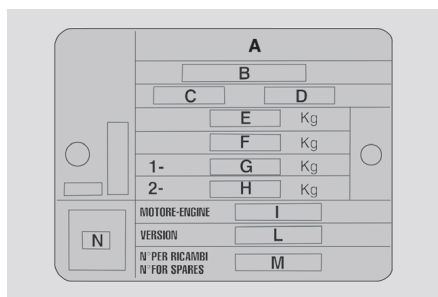 A
B
C D
E Kg
F Kg
1- G Kg
2- H Kg
MOTORE-ENGINE I
VERSION L
N
N° PER RICAMBI
N° FOR SPARES M